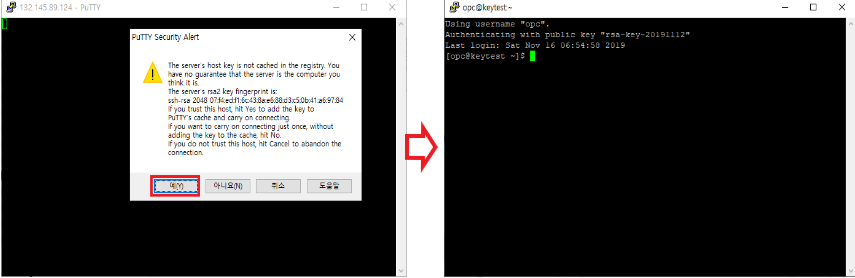 132.145.89.124 - PuTTY
PuTTY Security Alert
The server's host key is not cached in the registry. You
have no guarantee that the server is the computer you
think it is.
The server's rsa2 key fingerprint is:
ssh-rsa 2048 07:f4:ed:f1:6c:43:8a:e6:88:d3:c5:0b:41:a6:97:84
If you trust this host, hit Yes to add the key to
PuTTY's cache and carry on connecting.
If you want to carry on connecting just once, without
adding the key to the cache, hit No.
If you do not trust this host, hit Cancel to abandon the
connection.
예(Y)
아니요(N)
취소
도움말
opc@keytest:~
Using username "opc".
Authenticating with public key "rsa-key-20191112"
Last login: Sat Nov 16 06:54:58 2019
[opc@keytest ~]$